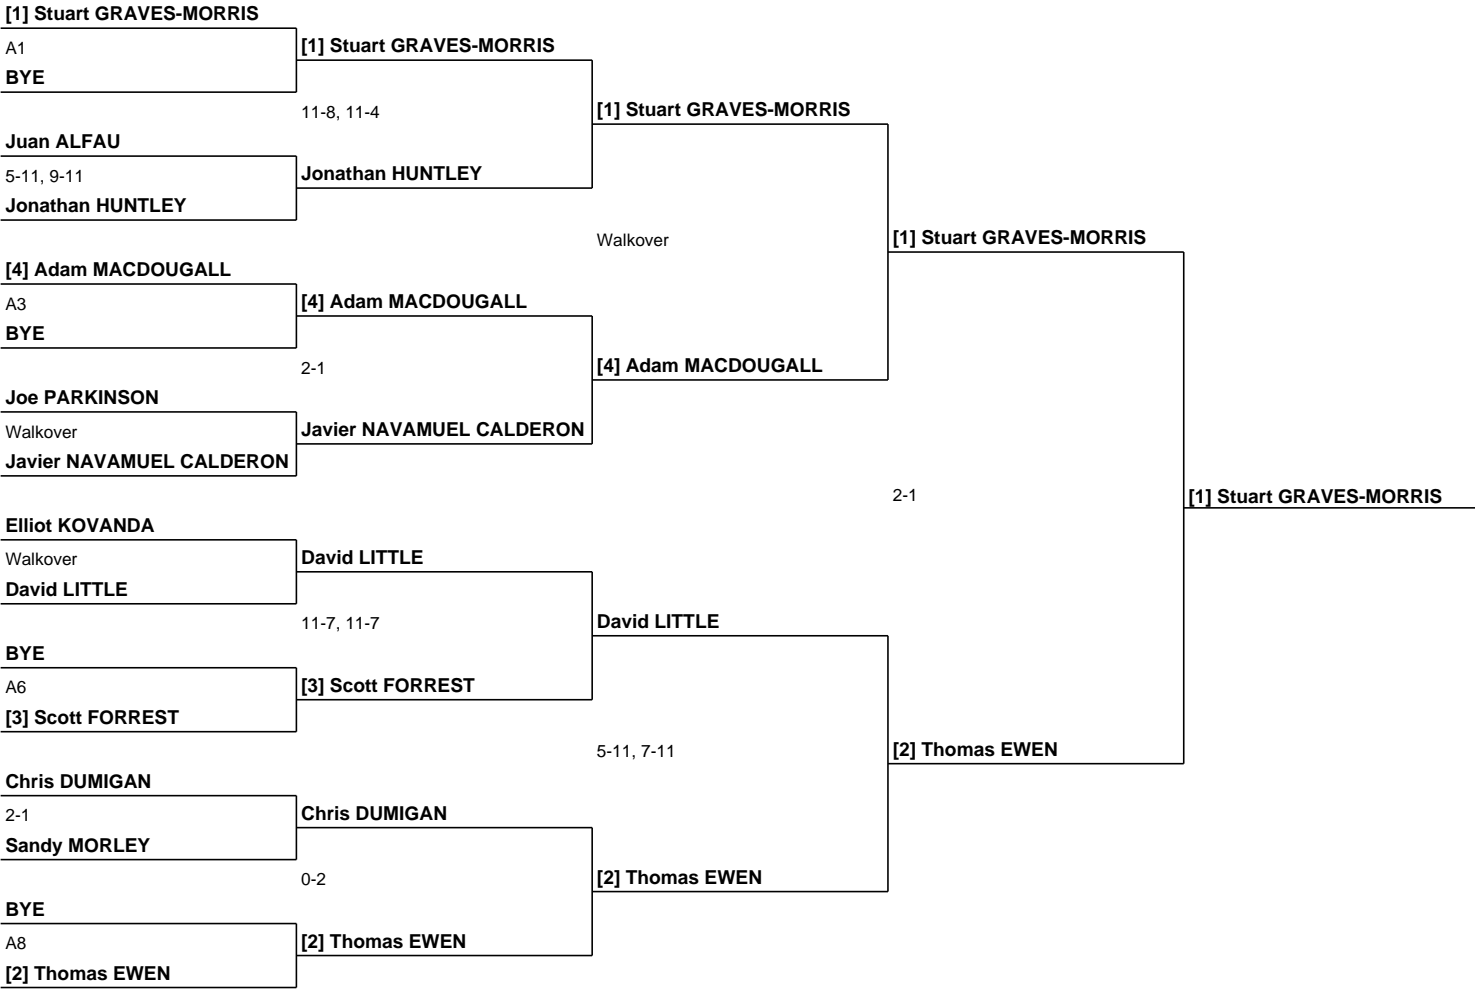 [1] Stuart GRAVES-MORRIS
A1
BYE
Juan ALFAU
5-11, 9-11
Jonathan HUNTLEY
[4] Adam MACDOUGALL
A3
BYE
Joe PARKINSON
Walkover
Javier NAVAMUEL CALDERON
Elliot KOVANDA
Walkover
David LITTLE
BYE
A6
[3] Scott FORREST
Chris DUMIGAN
2-1
Sandy MORLEY
BYE
A8
[2] Thomas EWEN
[1] Stuart GRAVES-MORRIS
11-8, 11-4
Jonathan HUNTLEY
[4] Adam MACDOUGALL
2-1
Javier NAVAMUEL CALDERON
David LITTLE
11-7, 11-7
[3] Scott FORREST
Chris DUMIGAN
0-2
[2] Thomas EWEN
[1] Stuart GRAVES-MORRIS
Walkover
[4] Adam MACDOUGALL
David LITTLE
5-11, 7-11
[2] Thomas EWEN
[1] Stuart GRAVES-MORRIS
2-1
[2] Thomas EWEN
[1] Stuart GRAVES-MORRIS